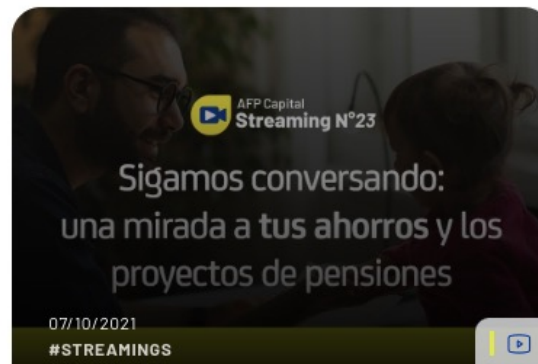 AFP Capital
Streaming N°23
Sigamos conversando:
una mirada a tus ahorros y los
proyectos de pensiones
07/10/2021
#STREAMINGS